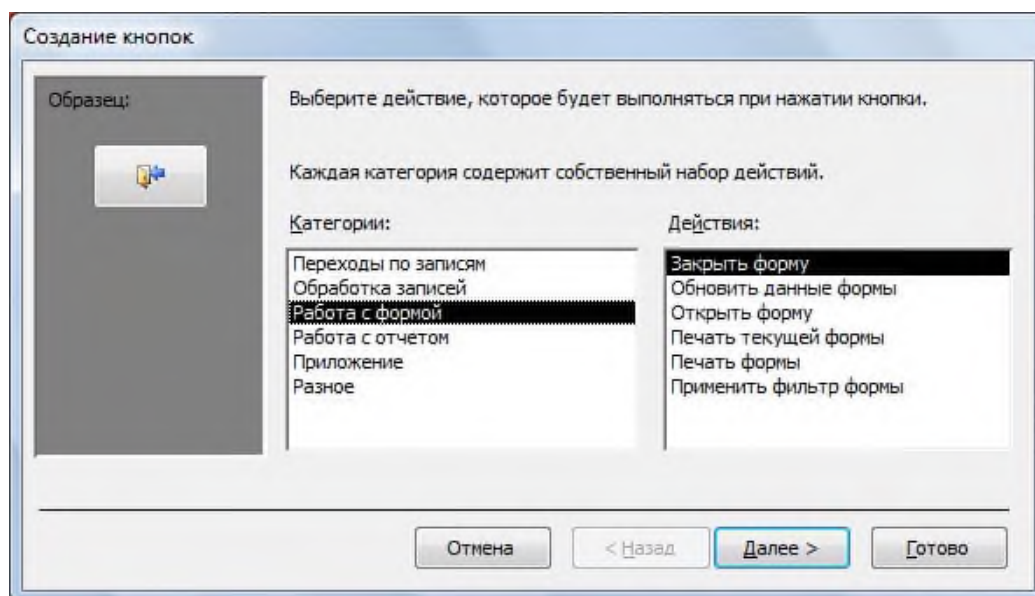 Создание кнопок
Образец:
Выберите действие, которое будет выполняться при нажатии кнопки.
Каждая категория содержит собственный набор действий.
Категории:
Переходы по записям
Обработка записей
Работа с формой
Работа с отчетом
Приложение
Разное
Действия:
Закрыть форму
Обновить данные формы
Открыть форму
Печать текущей формы
Печать формы
Применить фильтр формы
Отмена
< Назад
Далее >
Готово